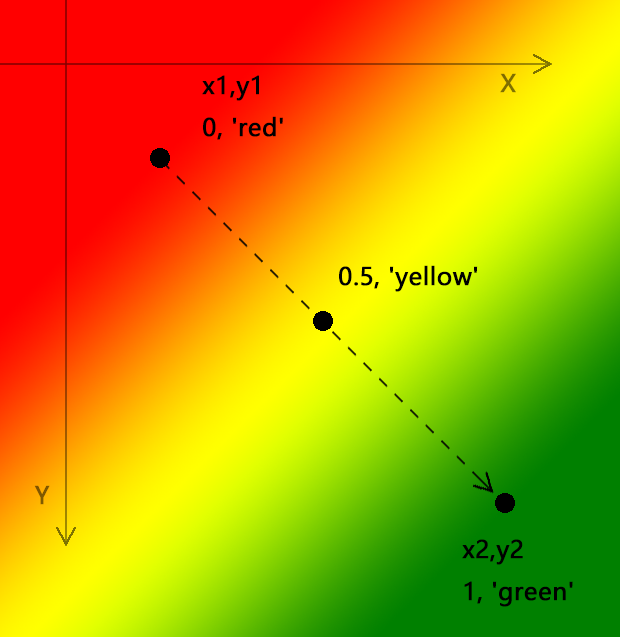 x1,y1
X
0, 'red'
0.5, 'yellow'
Y
x2,y2
1, 'green'